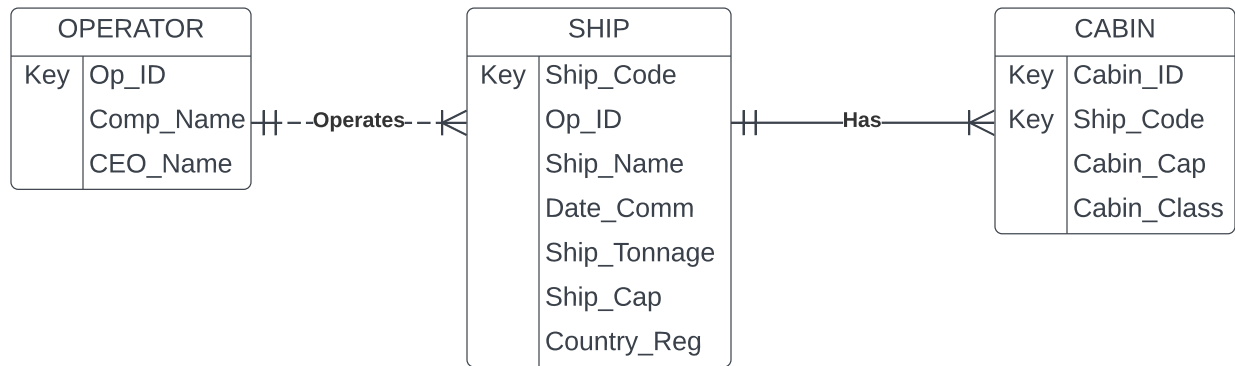 OPERATOR
Key Op_ID
Comp_Name
CEO_Name
Operates
SHIP
Key Ship_Code
Op_ID
Ship_Name
Date_Comm
Ship_Tonnage
Ship_Cap
Country_Reg
Has
CABIN
Key Cabin_ID
Key Ship_Code
Cabin_Cap
Cabin_Class